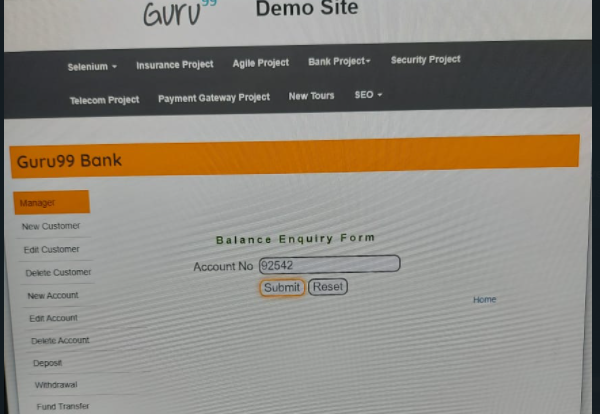 Guru99 Demo Site
Selenium Insurance Project Agile Project Bank Project Security Project
Telecom Project Payment Gateway Project New Tours SEO
Guru99 Bank
Manager
New Customer
Edit Customer
Delete Customer
New Account
Edit Account
Delete Account
Deposit
Withdrawal
Fund Transfer
Balance Enquiry Form
Account No 92542
Submit Reset
Home